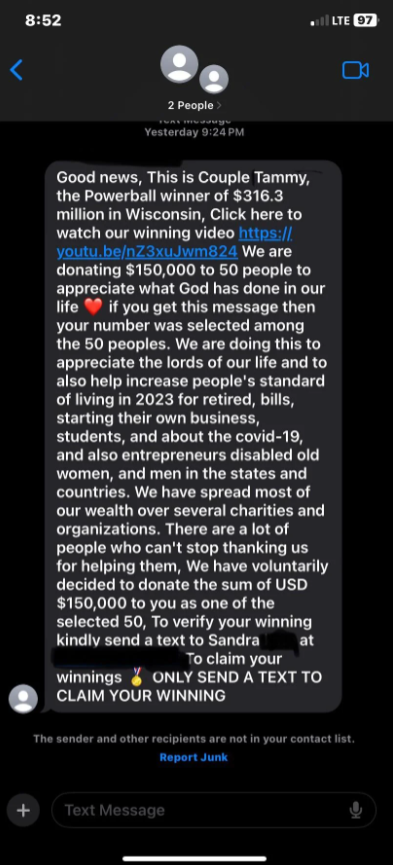 8:52
LTE 97
2 People >
Text Message
Yesterday 9:24 PM
Good news, This is Couple Tammy,
the Powerball winner of $316.3
million in Wisconsin, Click here to
watch our winning video https://
youtu.be/nZ3xuJwm824 We are
donating $150,000 to 50 people to
appreciate what God has done in our
life ❤️ if you get this message then
your number was selected among
the 50 peoples. We are doing this to
appreciate the lords of our life and to
also help increase people's standard
of living in 2023 for retired, bills,
starting their own business,
students, and about the covid-19,
and also entrepreneurs disabled old
women, and men in the states and
countries. We have spread most of
our wealth over several charities and
organizations. There are a lot of
people who can't stop thanking us
for helping them, We have voluntarily
decided to donate the sum of USD
$150,000 to you as one of the
selected 50, To verify your winning
kindly send a text to Sandra at
To claim your
winnings 🏅 ONLY SEND A TEXT TO
CLAIM YOUR WINNING
The sender and other recipients are not in your contact list.
Report Junk
Text Message